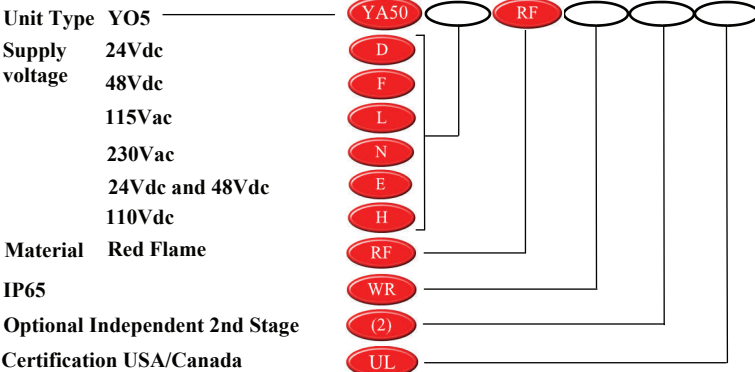 Unit Type YO5 YA50 RF
Supply voltage 24Vdc D
48Vdc F
115Vac L
230Vac N
24Vdc and 48Vdc E
110Vdc H
Material Red Flame RF
IP65 WR
Optional Independent 2nd Stage (2)
Certification USA/Canada UL